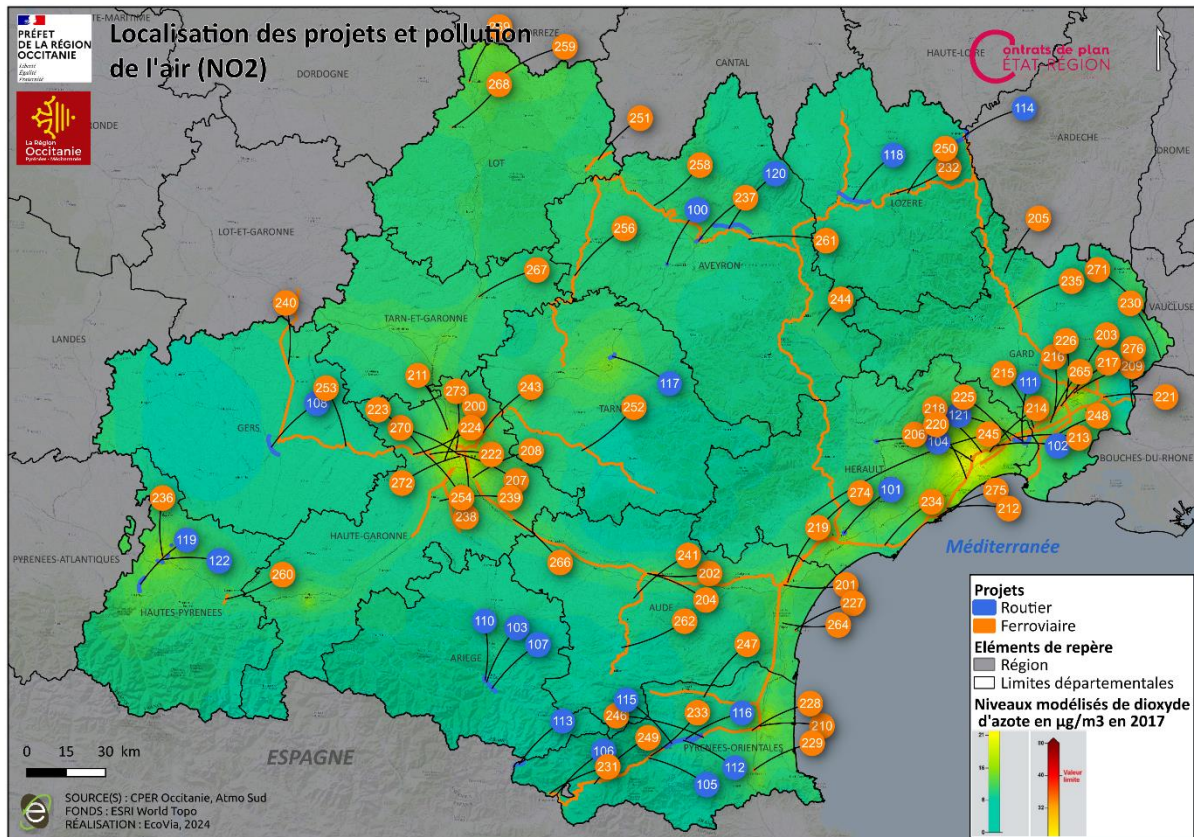 PRÉFET
DE LA RÉGION
OCCITANIE
Liberté
Égalité
Fraternité
La Région
Occitanie
Pyrénées - Méditerranée
Localisation des projets et pollution
de l'air (NO2)
Contrats de plan
ÉTAT-RÉGION
DORDOGNE
CANTAL
HAUTE-LOIRE
ARDECHE
DROME
LOT
LOZERE
AVEYRON
LOT-ET-GARONNE
LANDES
TARN-ET-GARONNE
GERS
TARN
GARD
VAUCLUSE
HERAULT
BOUCHES-DU-RHONE
PYRENEES-ATLANTIQUES
HAUTES-PYRENEES
HAUTE-GARONNE
AUDE
ARIEGE
PYRENEES-ORIENTALES
ESPAGNE
Méditerranée
259
268
251
258
120
118
250
232
114
100
237
256
261
205
267
240
244
235
271
230
226
203
216
276
217
209
265
215
111
221
211
273
243
253
108
223
200
270
224
117
252
225
218
121
220
206
104
214
248
245
102
213
222
208
272
207
254
239
238
274
101
234
275
212
219
236
119
122
260
266
241
202
204
262
201
227
264
110
103
107
247
115
246
233
116
228
210
229
113
249
106
231
112
105
0 15 30 km
SOURCE(S) : CPER Occitanie, Atmo Sud
FONDS : ESRI World Topo
RÉALISATION : EcoVia, 2024
Projets
Routier
Ferroviaire
Eléments de repère
Région
Limites départementales
Niveaux modélisés de dioxyde
d'azote en µg/m3 en 2017
Valeur
limite
40